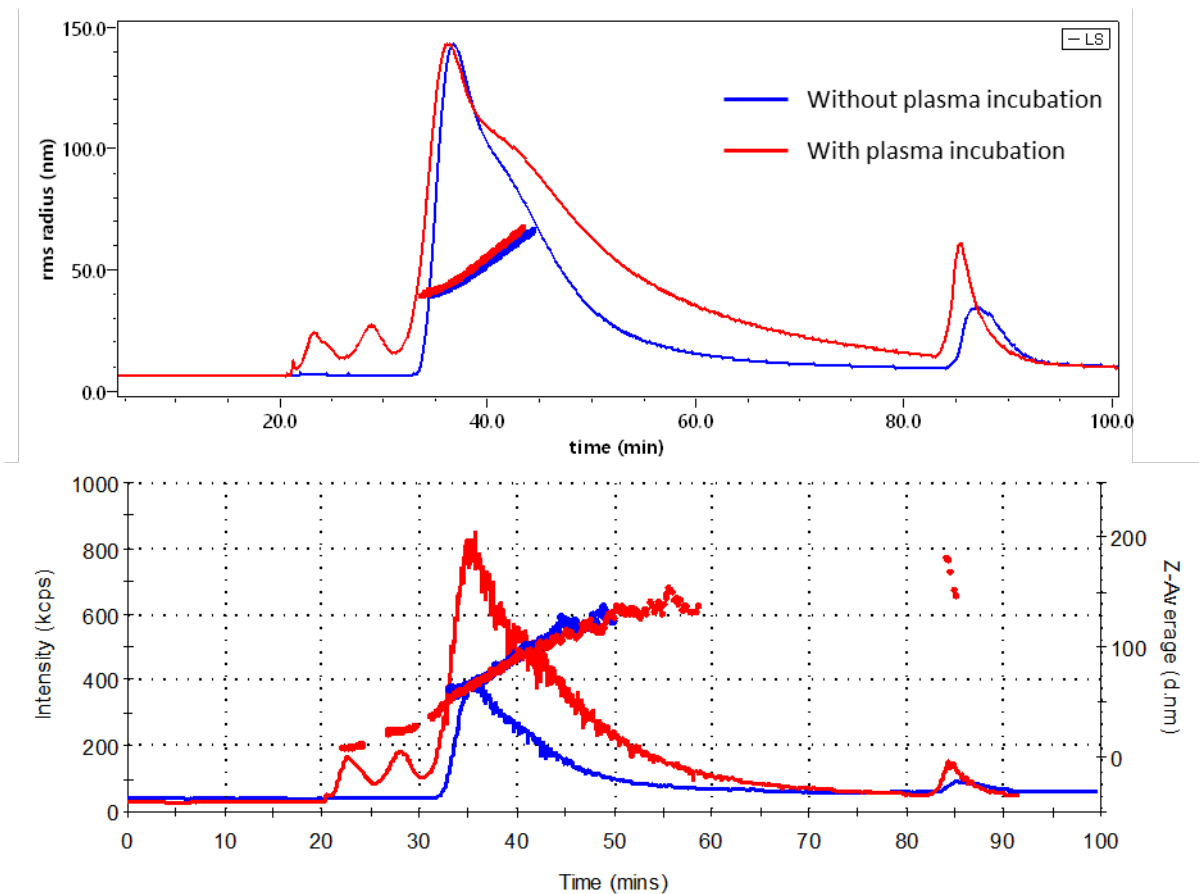 150.0
LS
Without plasma incubation
100.0
With plasma incubation
rms radius (nm)
50.0
0.0
20.0 40.0 60.0 80.0 100.0
time (min)
1000
200
800
600
100
400
200
0
0
Intensity (kcps)
Z-Average (d.nm)
0 10 20 30 40 50 60 70 80 90 100
Time (mins)